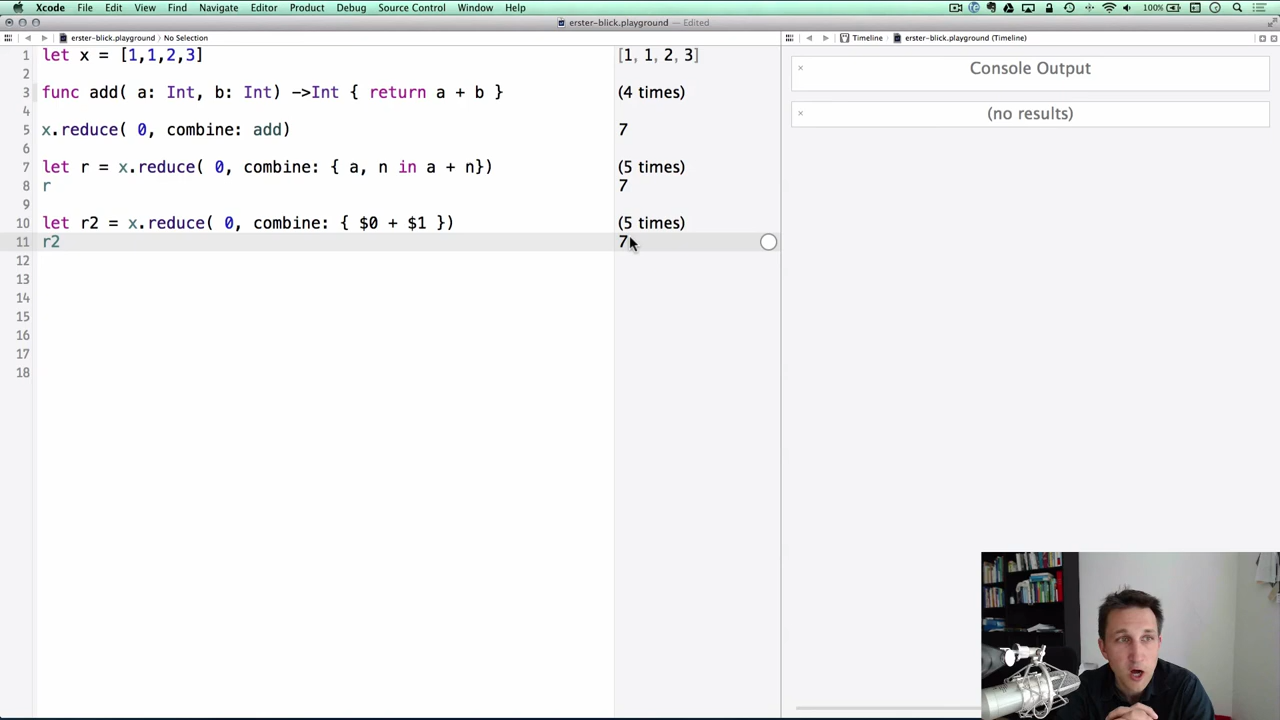 Xcode File Edit View Find Navigate Editor Product Debug Source Control Window Help 100%
erster-blick.playground — Edited
erster-blick.playground › No Selection
Timeline › erster-blick.playground (Timeline)
1 let x = [1,1,2,3] [1, 1, 2, 3]
2
3 func add( a: Int, b: Int) ->Int { return a + b } (4 times)
4
5 x.reduce( 0, combine: add) 7
6
7 let r = x.reduce( 0, combine: { a, n in a + n}) (5 times)
8 r 7
9
10 let r2 = x.reduce( 0, combine: { $0 + $1 }) (5 times)
11 r2 7
12
13
14
15
16
17
18
Console Output
(no results)